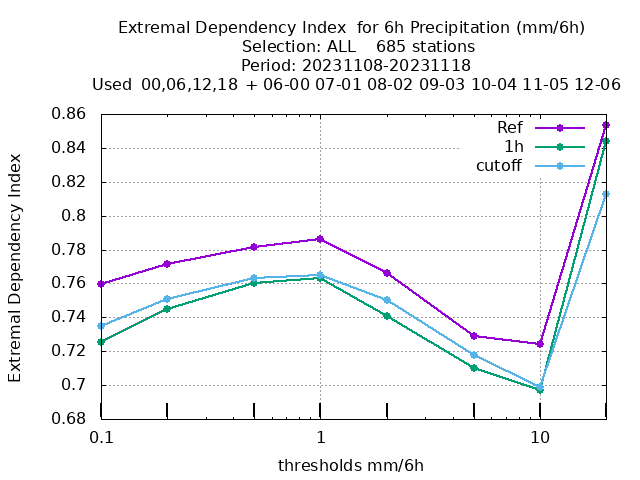 Extremal Dependency Index  for 6h Precipitation (mm/6h)
Selection: ALL    685 stations
Period: 20231108-20231118
Used  00,06,12,18  + 06-00 07-01 08-02 09-03 10-04 11-05 12-06
0.86
0.84
0.82
0.8
0.78
0.76
0.74
0.72
0.7
0.68
Extremal Dependency Index
Ref
1h
cutoff
0.1
1
10
thresholds mm/6h